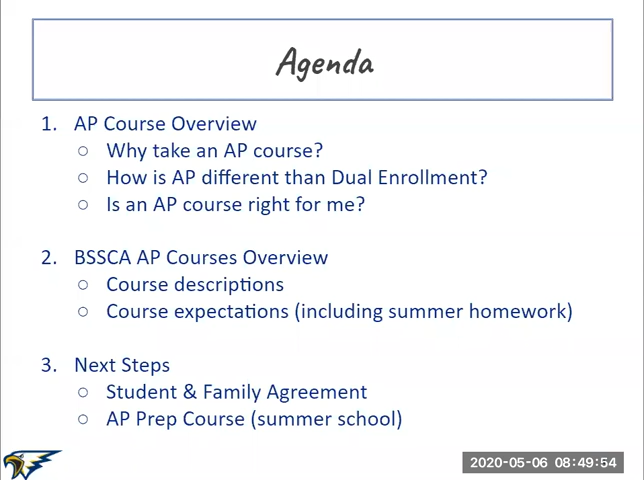 Agenda
1. AP Course Overview
○ Why take an AP course?
○ How is AP different than Dual Enrollment?
○ Is an AP course right for me?
2. BSSCA AP Courses Overview
○ Course descriptions
○ Course expectations (including summer homework)
3. Next Steps
○ Student & Family Agreement
○ AP Prep Course (summer school)
2020-05-06 08:49:54